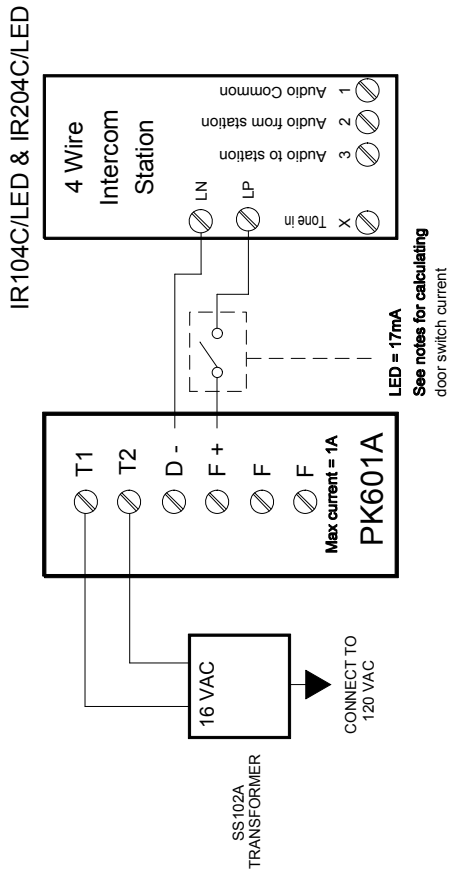 IR104C/LED & IR204C/LED
4 Wire
Intercom
Station
LN
LP
Audio Common
Audio from station
Audio to station
Tone in
1
2
3
X
LED = 17mA
See notes for calculating
door switch current
T1
T2
D -
F +
F
F
Max current = 1A
PK601A
16 VAC
SS102A
TRANSFORMER
CONNECT TO
120 VAC